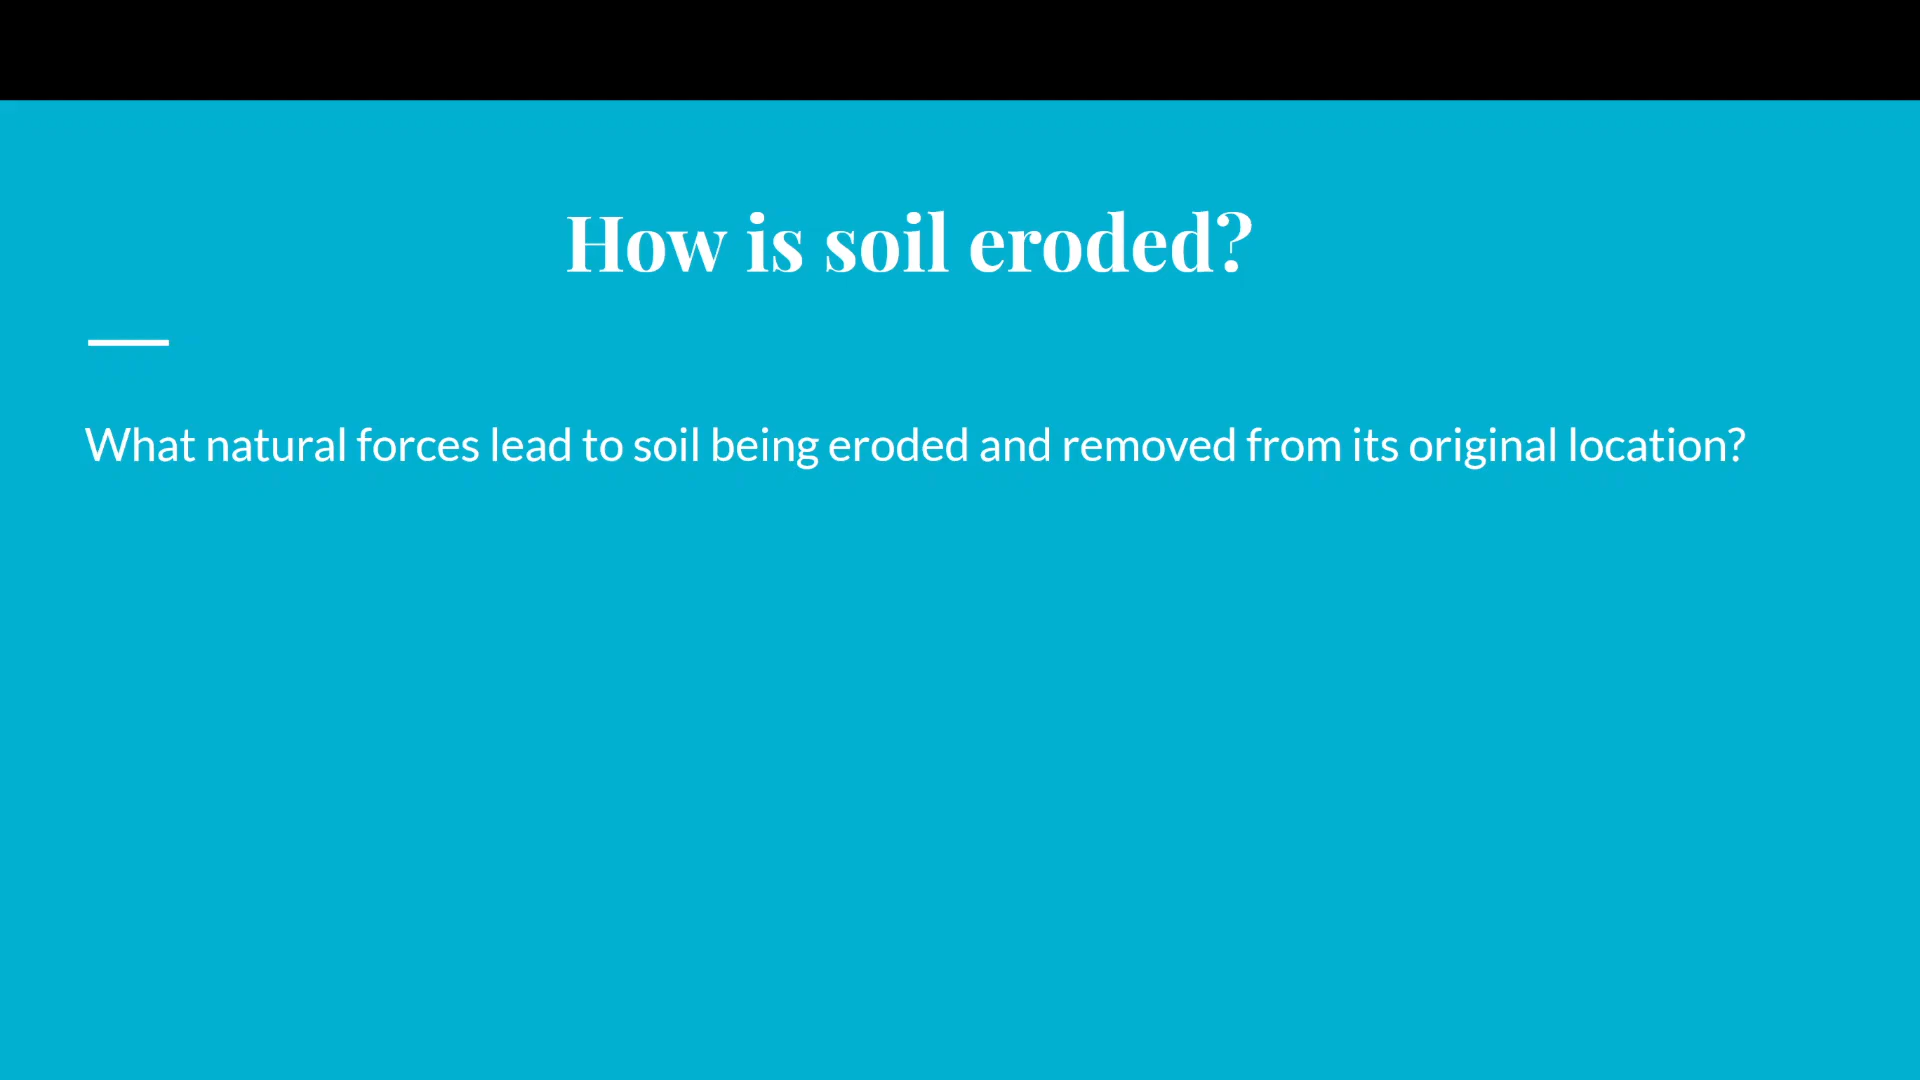 How is soil eroded?
What natural forces lead to soil being eroded and removed from its original location?